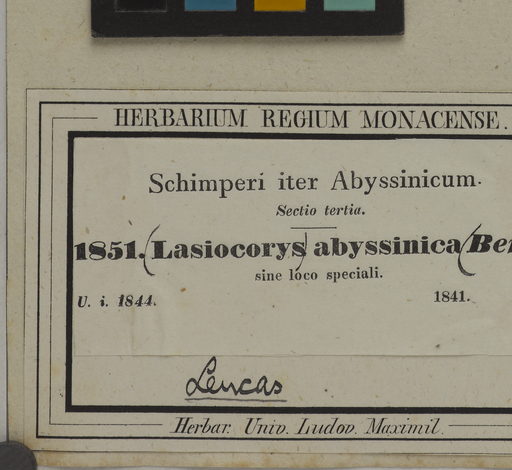 HERBARIUM REGIUM MONACENSE.
Schimperi iter Abyssinicum.
Sectio tertia.
1851. (Lasiocorys) abyssinica (Ben
sine loco speciali.
U. i. 1844. 1841.
Leucas
Herbar. Univ. Ludov. Maximil.